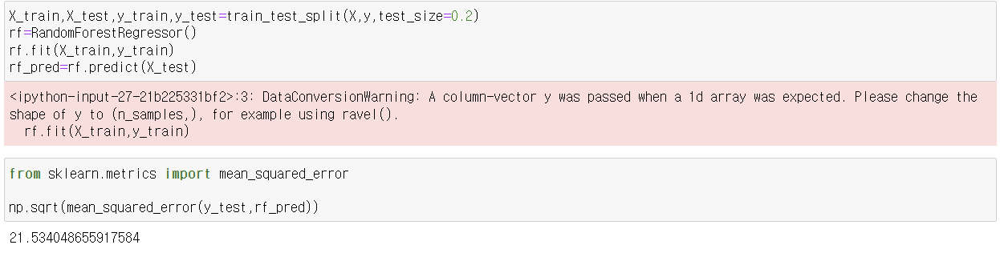 X_train,X_test,y_train,y_test=train_test_split(X,y,test_size=0.2)
rf=RandomForestRegressor()
rf.fit(X_train,y_train)
rf_pred=rf.predict(X_test)
<ipython-input-27-21b225331bf2>:3: DataConversionWarning: A column-vector y was passed when a 1d array was expected. Please change the
shape of y to (n_samples,), for example using ravel().
  rf.fit(X_train,y_train)
from sklearn.metrics import mean_squared_error
np.sqrt(mean_squared_error(y_test,rf_pred))
21.534048655917584